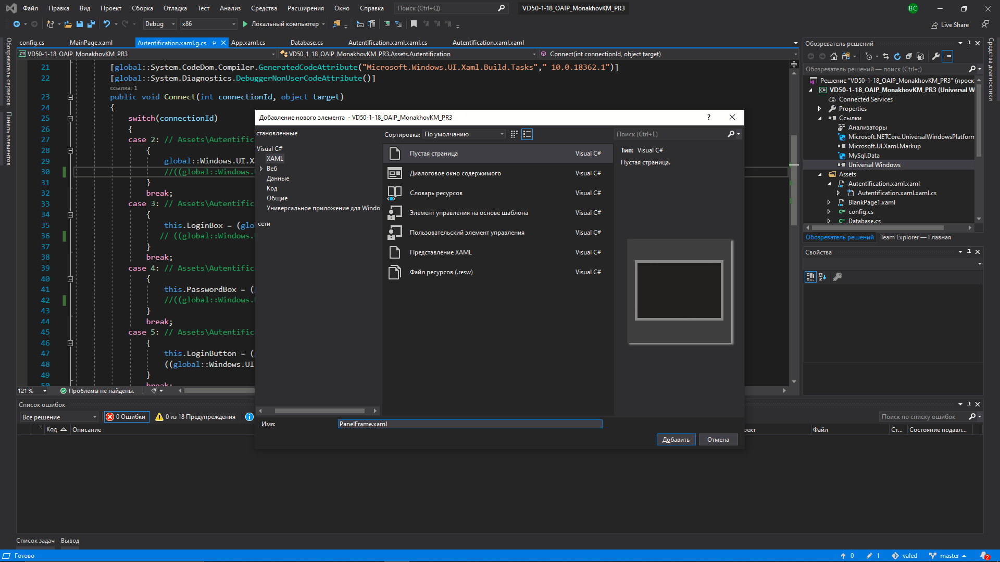 Файл Правка Вид Проект Сборка Отладка Тест Анализ Средства Расширения Окно Справка Поиск (Ctrl+Q) VD50-1-18_OAIP_MonakhovKM_PR3 BC
Debug x86 Локальный компьютер Live Share
config.cs MainPage.xaml Autentification.xaml.g.cs App.xaml.cs Database.cs Autentification.xaml.xaml.cs Autentification.xaml.xaml
VD50-1-18_OAIP_MonakhovKM_PR3 VD50_1_18_OAIP_MonakhovKM_PR3.Assets.Autentification Connect(int connectionId, object target)
Обозреватель серверов
Панель элементов
21 [global::System.CodeDom.Compiler.GeneratedCodeAttribute("Microsoft.Windows.UI.Xaml.Build.Tasks"," 10.0.18362.1")]
22 [global::System.Diagnostics.DebuggerNonUserCodeAttribute()]
ссылка: 1
23 public void Connect(int connectionId, object target)
24 {
25 switch(connectionId)
26 {
27 case 2: // Assets\Autentific
28 {
29 global::Windows.UI.X
30 //((global::Windows.
31 }
32 break;
33 case 3: // Assets\Autentific
34 {
35 this.LoginBox = (glo
36 // ((global::Windows.
37 }
38 break;
39 case 4: // Assets\Autentific
40 {
41 this.PasswordBox = (
42 //((global::Windows.
43 }
44 break;
45 case 5: // Assets\Autentific
46 {
47 this.LoginButton = (
48 ((global::Windows.UI
49 }
50 break;
121 % Проблемы не найдены.
Добавление нового элемента - VD50-1-18_OAIP_MonakhovKM_PR3 ?
становленные
Visual C#
XAML
Веб
Данные
Код
Общие
Универсальное приложение для Windo
сети
Сортировка: По умолчанию Поиск (Ctrl+E)
Пустая страница Visual C#
Диалоговое окно содержимого Visual C#
Словарь ресурсов Visual C#
Элемент управления на основе шаблона Visual C#
Пользовательский элемент управления Visual C#
Представление XAML Visual C#
Файл ресурсов (.resw) Visual C#
Тип: Visual C#
Пустая страница.
Имя: PanelFrame.xaml
Добавить Отмена
Обозреватель решений
Обозреватель решений — поиск (Ctrl+;)
Решение "VD50-1-18_OAIP_MonakhovKM_PR3" (проек
VD50-1-18_OAIP_MonakhovKM_PR3 (Universal W
Connected Services
Properties
Ссылки
Анализаторы
Microsoft.NETCore.UniversalWindowsPlatform
Microsoft.UI.Xaml.Markup
MySql.Data
Universal Windows
Assets
Autentification.xaml.xaml
Autentification.xaml.xaml.cs
BlankPage1.xaml
config.cs
Database.cs
Обозреватель решений Team Explorer — Главная
Свойства
Средства диагностики
Список ошибок
Все решение 0 Ошибки 0 из 18 Предупреждения Поиск по списку ошибок
Код Описание оект Файл Ст... Состояние подавл...
Список задач Вывод
Готово 0 1 valed master 2